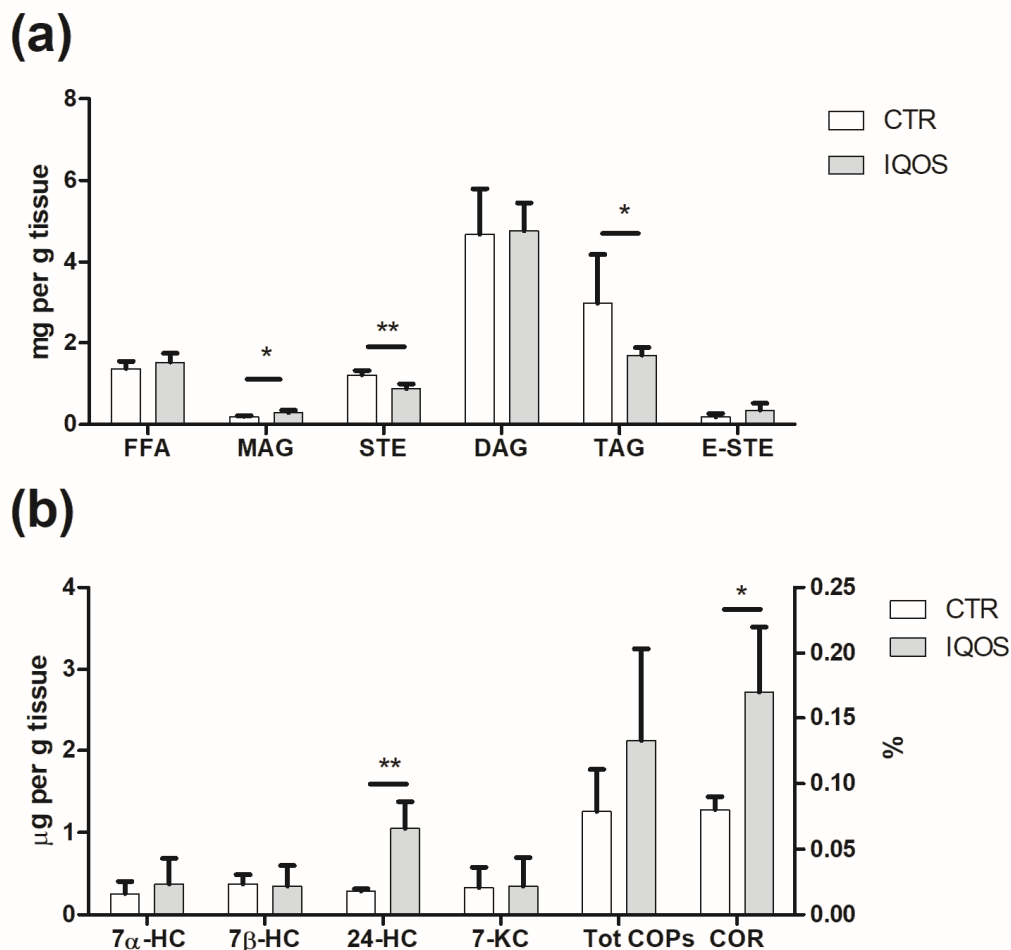 (a)
8
6
4
2
0
mg per g tissue
CTR
IQOS
*
**
*
FFA MAG STE DAG TAG E-STE
(b)
4
3
2
1
0
µg per g tissue
**
*
0.25
0.20
0.15
0.10
0.05
0.00
%
CTR
IQOS
7α-HC 7β-HC 24-HC 7-KC Tot COPs COR